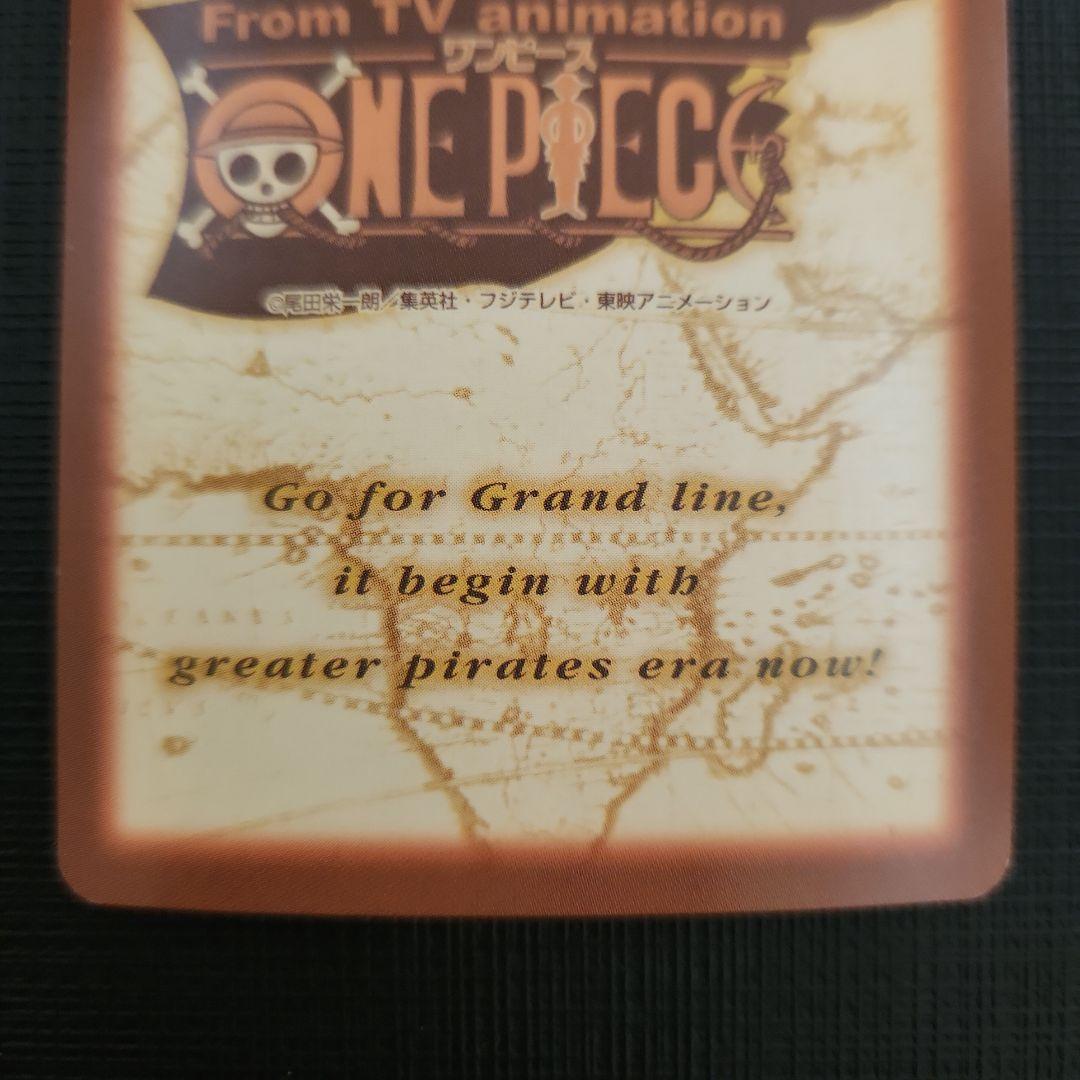 From TV animation
ワンピース
ONE PIECE
©尾田栄一朗／集英社・フジテレビ・東映アニメーション
Go for Grand line,
it begin with
greater pirates era now!